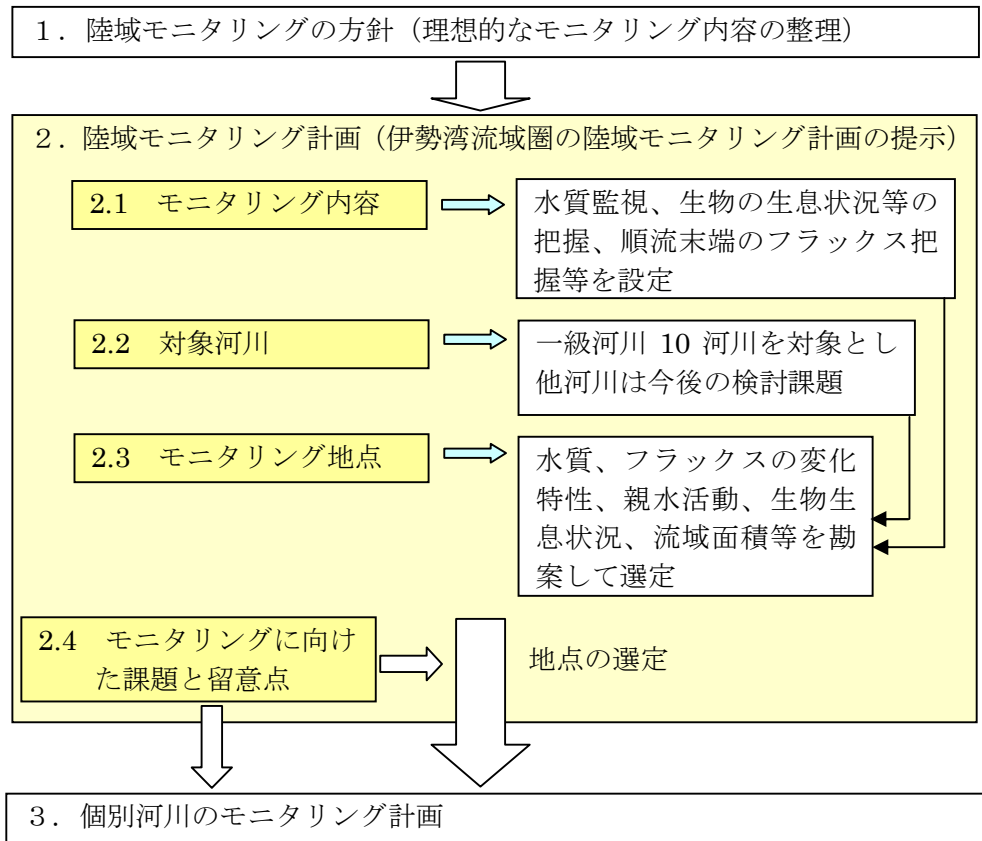 １．陸域モニタリングの方針（理想的なモニタリング内容の整理）
２．陸域モニタリング計画（伊勢湾流域圏の陸域モニタリング計画の提示）
2.1　モニタリング内容
水質監視、生物の生息状況等の
把握、順流末端のフラックス把
握等を設定
2.2　対象河川
一級河川 10 河川を対象とし
他河川は今後の検討課題
2.3　モニタリング地点
水質、フラックスの変化
特性、親水活動、生物生
息状況、流域面積等を勘
案して選定
2.4　モニタリングに向け
た課題と留意点
地点の選定
３．個別河川のモニタリング計画